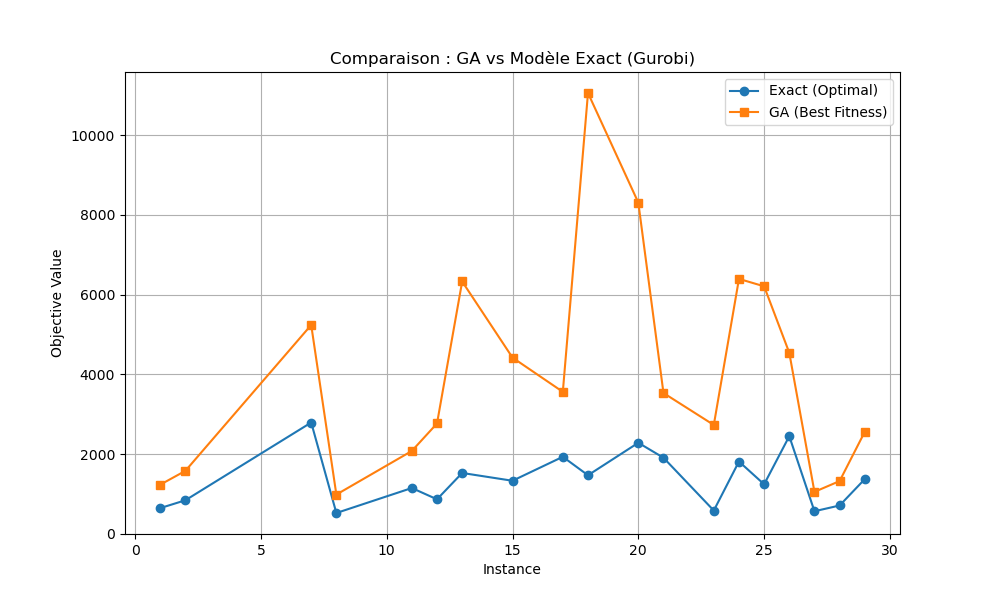 Comparaison : GA vs Modèle Exact (Gurobi)
Exact (Optimal)
GA (Best Fitness)
Objective Value
10000
8000
6000
4000
2000
0
0 5 10 15 20 25 30
Instance